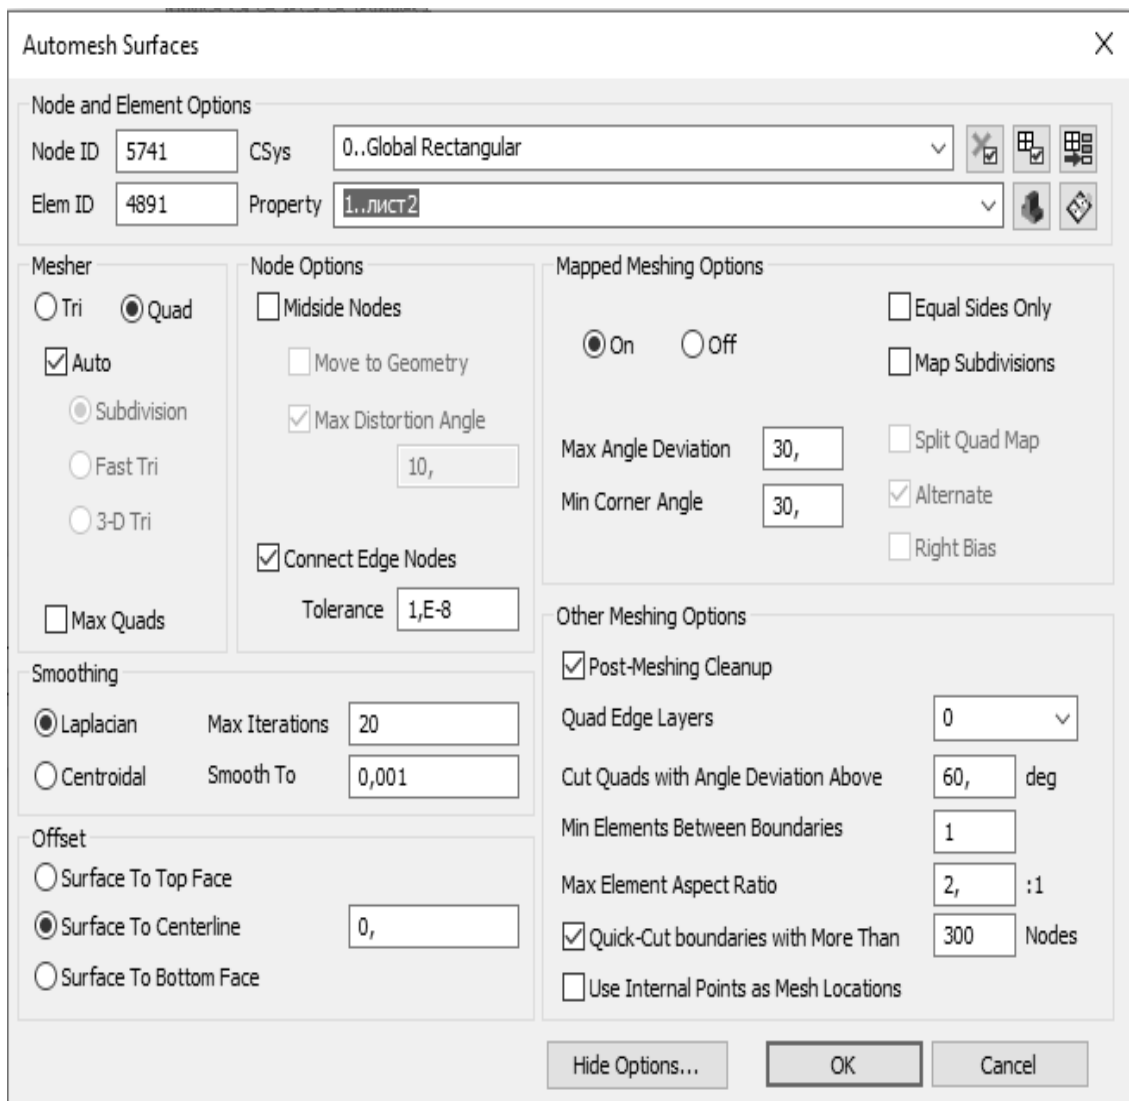 Automesh Surfaces
Node and Element Options
Node ID 5741 CSys 0..Global Rectangular
Elem ID 4891 Property 1..лист2
Mesher
Tri Quad
Auto
Subdivision
Fast Tri
3-D Tri
Max Quads
Node Options
Midside Nodes
Move to Geometry
Max Distortion Angle
10,
Connect Edge Nodes
Tolerance 1,E-8
Mapped Meshing Options
On Off
Equal Sides Only
Map Subdivisions
Max Angle Deviation 30,
Min Corner Angle 30,
Split Quad Map
Alternate
Right Bias
Smoothing
Laplacian Max Iterations 20
Centroidal Smooth To 0,001
Offset
Surface To Top Face
Surface To Centerline 0,
Surface To Bottom Face
Other Meshing Options
Post-Meshing Cleanup
Quad Edge Layers 0
Cut Quads with Angle Deviation Above 60, deg
Min Elements Between Boundaries 1
Max Element Aspect Ratio 2, :1
Quick-Cut boundaries with More Than 300 Nodes
Use Internal Points as Mesh Locations
Hide Options... OK Cancel